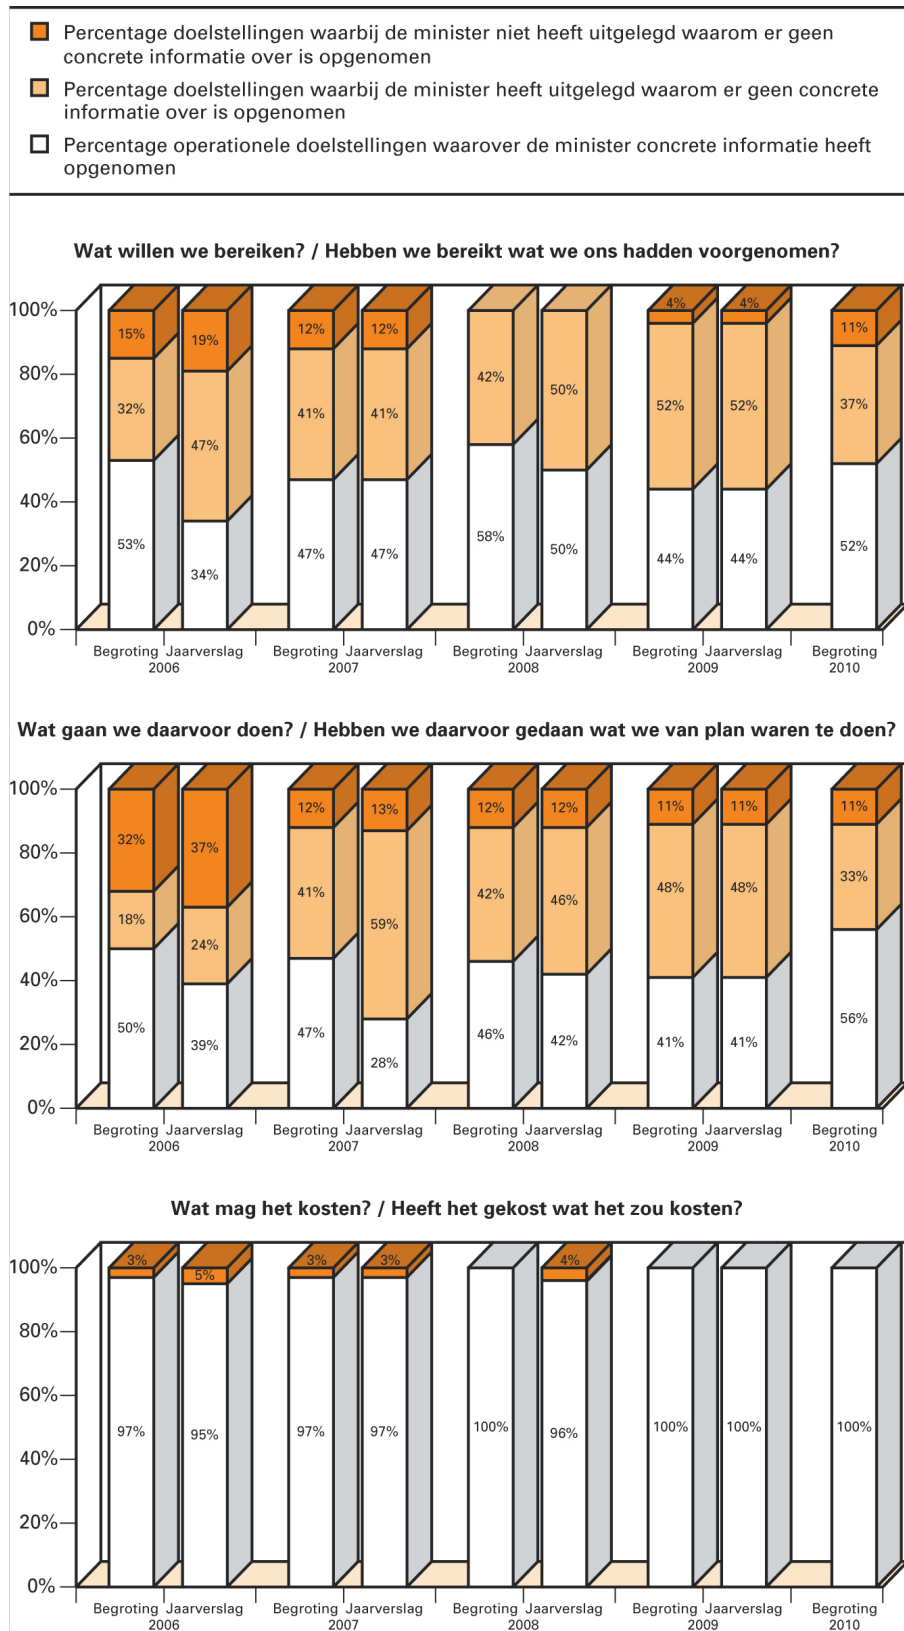 Percentage doelstellingen waarbij de minister niet heeft uitgelegd waarom er geen
concrete informatie over is opgenomen
Percentage doelstellingen waarbij de minister heeft uitgelegd waarom er geen concrete
informatie over is opgenomen
Percentage operationele doelstellingen waarover de minister concrete informatie heeft
opgenomen
Wat willen we bereiken? / Hebben we bereikt wat we ons hadden voorgenomen?
100%
80%
60%
40%
20%
0%
15% 19% 12% 12% 4% 4% 11%
32% 47% 41% 41% 42% 50% 52% 52% 37%
53% 34% 47% 47% 58% 50% 44% 44% 52%
Begroting Jaarverslag Begroting Jaarverslag Begroting Jaarverslag Begroting Jaarverslag Begroting
2006 2007 2008 2009 2010
Wat gaan we daarvoor doen? / Hebben we daarvoor gedaan wat we van plan waren te doen?
100%
80%
60%
40%
20%
0%
32% 37% 12% 13% 12% 12% 11% 11% 11%
18% 24% 41% 59% 42% 46% 48% 48% 33%
50% 39% 47% 28% 46% 42% 41% 41% 56%
Begroting Jaarverslag Begroting Jaarverslag Begroting Jaarverslag Begroting Jaarverslag Begroting
2006 2007 2008 2009 2010
Wat mag het kosten? / Heeft het gekost wat het zou kosten?
100%
80%
60%
40%
20%
0%
3% 5% 3% 3% 4%
97% 95% 97% 97% 100% 96% 100% 100% 100%
Begroting Jaarverslag Begroting Jaarverslag Begroting Jaarverslag Begroting Jaarverslag Begroting
2006 2007 2008 2009 2010